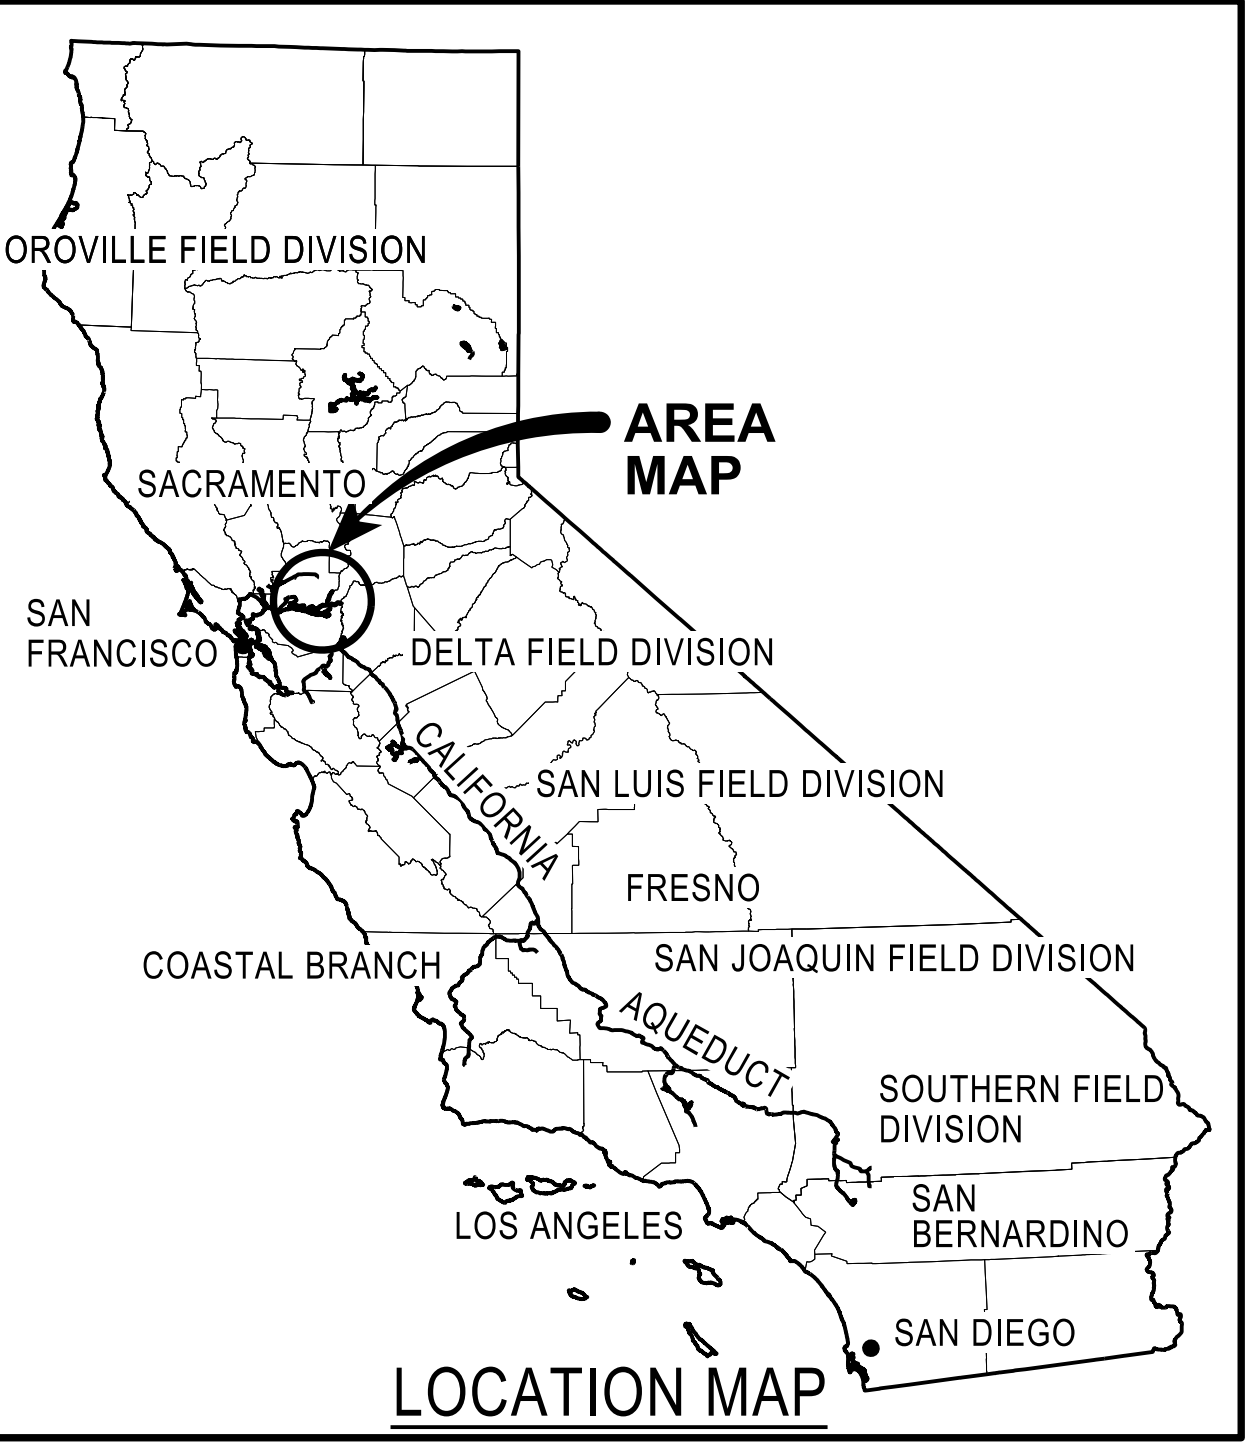 OROVILLE FIELD DIVISION
AREA
MAP
SACRAMENTO
SAN
FRANCISCO
DELTA FIELD DIVISION
CALIFORNIA
SAN LUIS FIELD DIVISION
FRESNO
COASTAL BRANCH
SAN JOAQUIN FIELD DIVISION
AQUEDUCT
SOUTHERN FIELD
DIVISION
SAN
BERNARDINO
LOS ANGELES
SAN DIEGO
LOCATION MAP